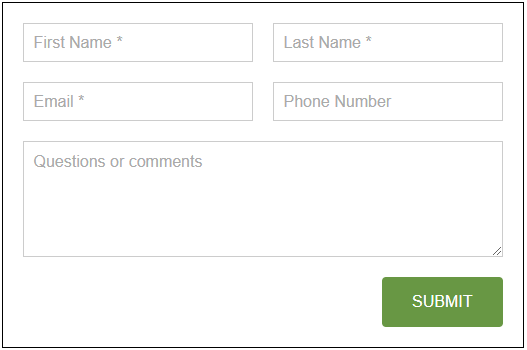 First Name *
Last Name *
Email *
Phone Number
Questions or comments
SUBMIT